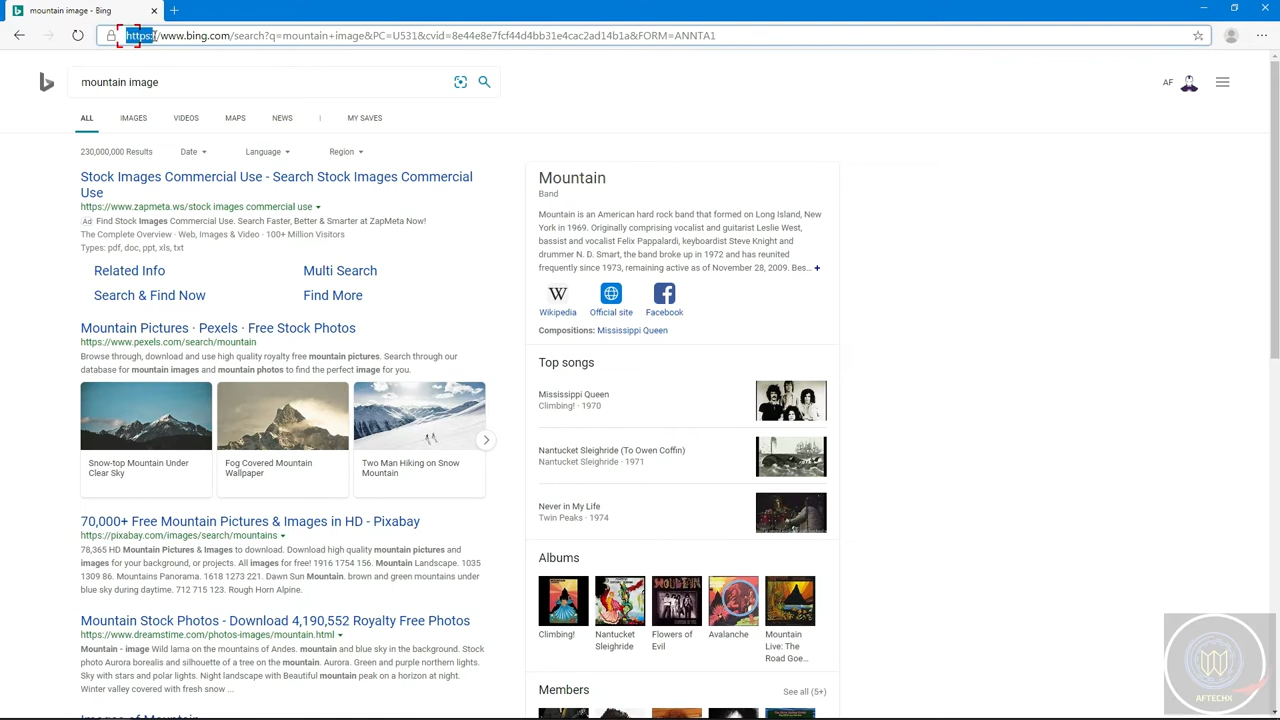 mountain image - Bing
https://www.bing.com/search?q=mountain+image&PC=U531&cvid=8e44e8e7fcf44d4bb31e4cac2ad14b1a&FORM=ANNTA1
mountain image
AF
ALL IMAGES VIDEOS MAPS NEWS | MY SAVES
230,000,000 Results Date Language Region
Stock Images Commercial Use - Search Stock Images Commercial
Use
https://www.zapmeta.ws/stock images commercial use
Ad Find Stock Images Commercial Use. Search Faster, Better & Smarter at ZapMeta Now!
The Complete Overview · Web, Images & Video · 100+ Million Visitors
Types: pdf, doc, ppt, xls, txt
Related Info Multi Search
Search & Find Now Find More
Mountain Pictures · Pexels · Free Stock Photos
https://www.pexels.com/search/mountain
Browse through, download and use high quality royalty free mountain pictures. Search through our
database for mountain images and mountain photos to find the perfect image for you.
Snow-top Mountain Under
Clear Sky
Fog Covered Mountain
Wallpaper
Two Man Hiking on Snow
Mountain
70,000+ Free Mountain Pictures & Images in HD - Pixabay
https://pixabay.com/images/search/mountains
78,365 HD Mountain Pictures & Images to download. Download high quality mountain pictures and
images for your background, or projects. All images for free! 1916 1754 156. Mountain Landscape. 1035
1309 86. Mountains Panorama. 1618 1273 221. Dawn Sun Mountain. brown and green mountains under
blue sky during daytime. 712 715 123. Rough Horn Alpine.
Mountain Stock Photos - Download 4,190,552 Royalty Free Photos
https://www.dreamstime.com/photos-images/mountain.html
Mountain - image Wild lama on the mountains of Andes. mountain and blue sky in the background. Stock
photo Aurora borealis and silhouette of a tree on the mountain. Aurora. Green and purple northern lights.
Sky with stars and polar lights. Night landscape with Beautiful mountain peak on a horizon at night.
Winter valley covered with fresh snow ...
Images of Mountain
Mountain
Band
Mountain is an American hard rock band that formed on Long Island, New
York in 1969. Originally comprising vocalist and guitarist Leslie West,
bassist and vocalist Felix Pappalardi, keyboardist Steve Knight and
drummer N. D. Smart, the band broke up in 1972 and has reunited
frequently since 1973, remaining active as of November 28, 2009. Bes... +
W
Wikipedia Official site Facebook
Compositions: Mississippi Queen
Top songs
Mississippi Queen
Climbing! · 1970
Nantucket Sleighride (To Owen Coffin)
Nantucket Sleighride · 1971
Never in My Life
Twin Peaks · 1974
Albums
MOUNTAIN
Climbing!
Nantucket
Sleighride
Flowers of
Evil
Avalanche
Mountain
Live: The
Road Goe...
Members See all (5+)
AFTECHX